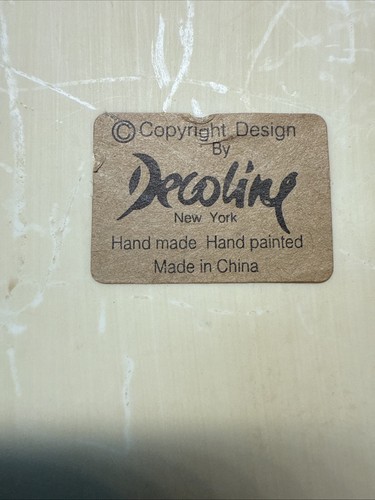 © Copyright Design
By
Decoline
New York
Hand made Hand painted
Made in China